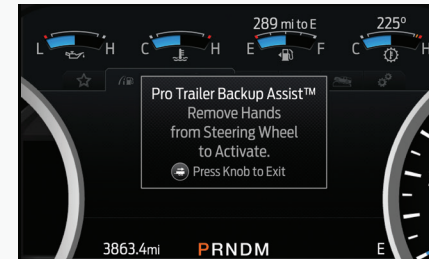 289 mi to E 225°
L H C H E F C H
Pro Trailer Backup Assist™
Remove Hands
from Steering Wheel
to Activate.
Press Knob to Exit
3863.4mi PRNDM E